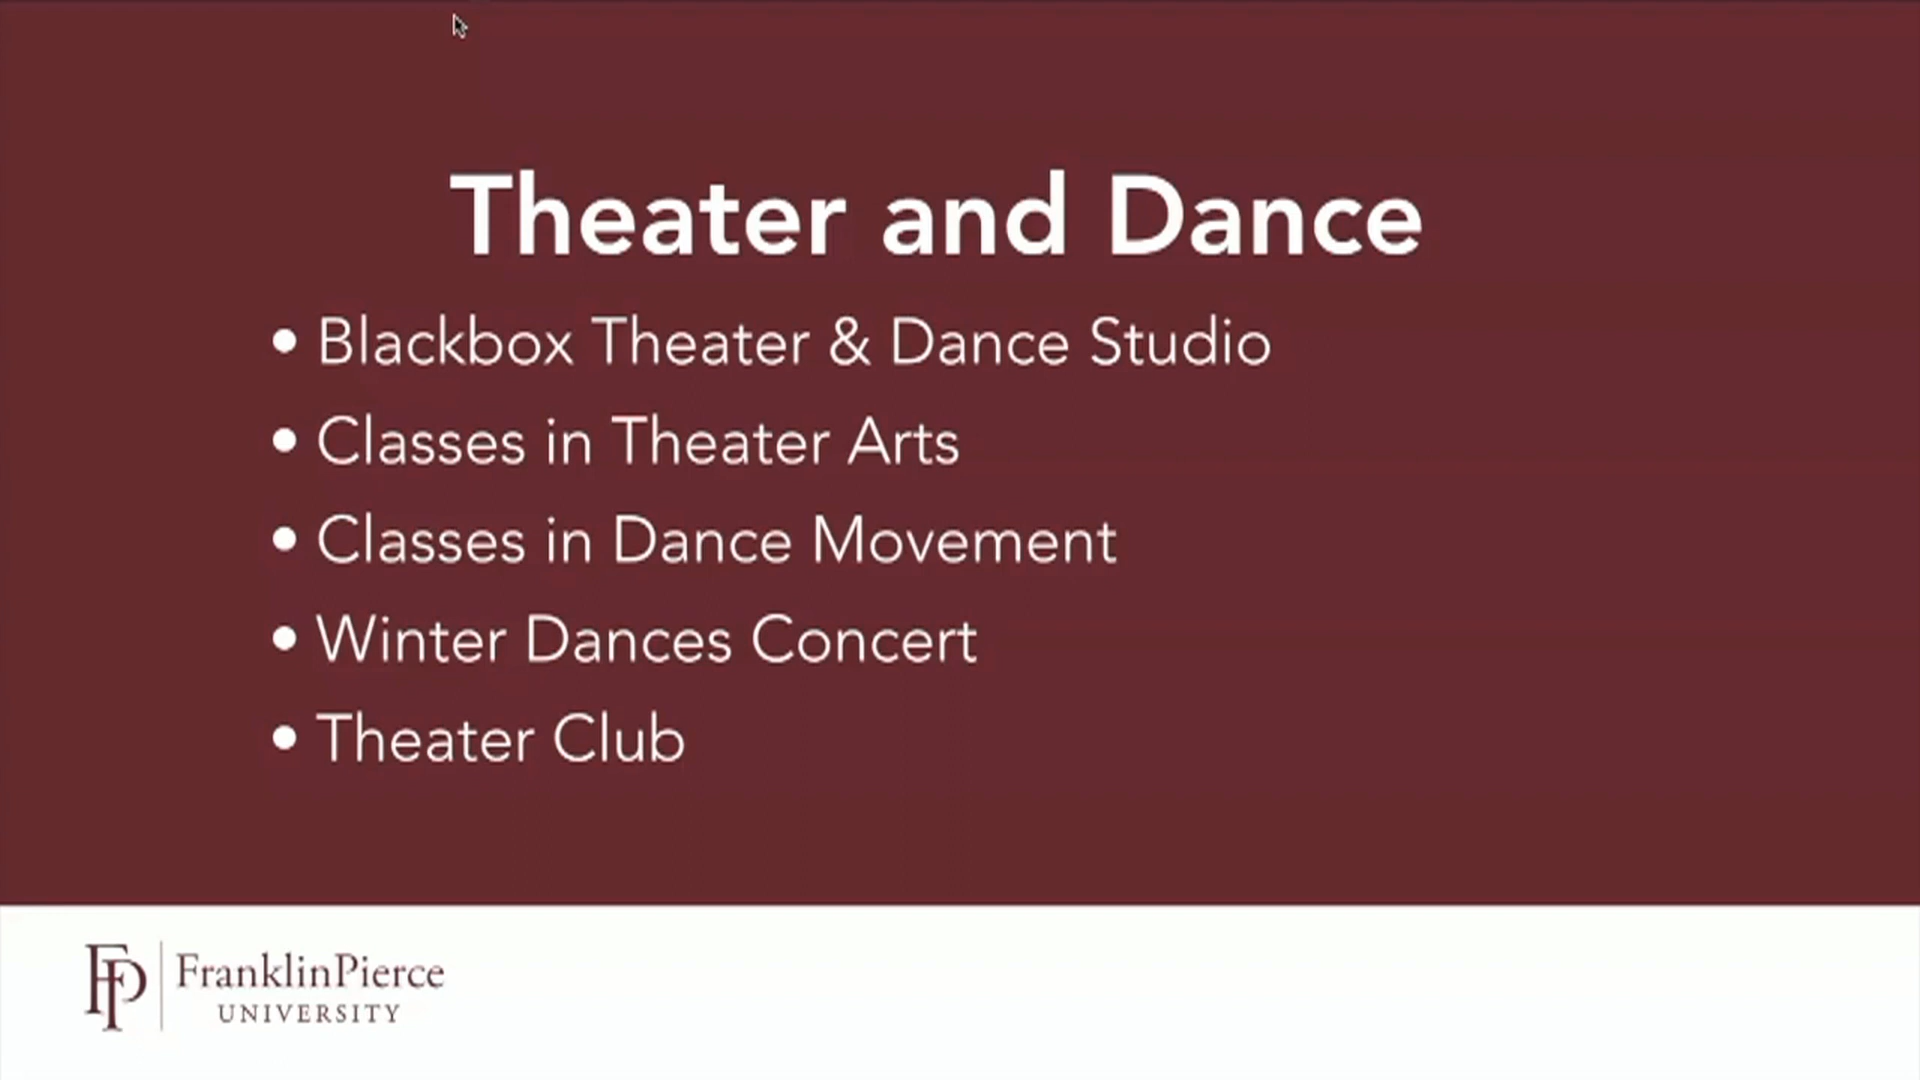 Theater and Dance
• Blackbox Theater & Dance Studio
• Classes in Theater Arts
• Classes in Dance Movement
• Winter Dances Concert
• Theater Club
FP
FranklinPierce
UNIVERSITY